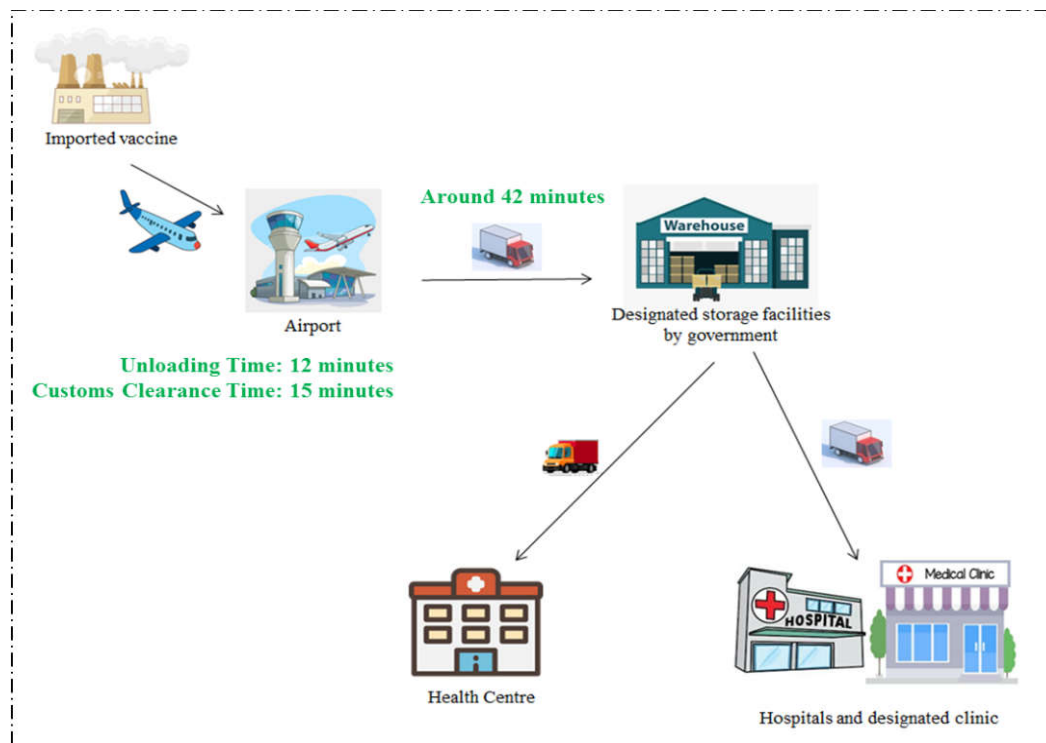 Imported vaccine
Around 42 minutes
Warehouse
Airport
Designated storage facilities
by government
Unloading Time: 12 minutes
Customs Clearance Time: 15 minutes
Medical Clinic
HOSPITAL
Health Centre
Hospitals and designated clinic